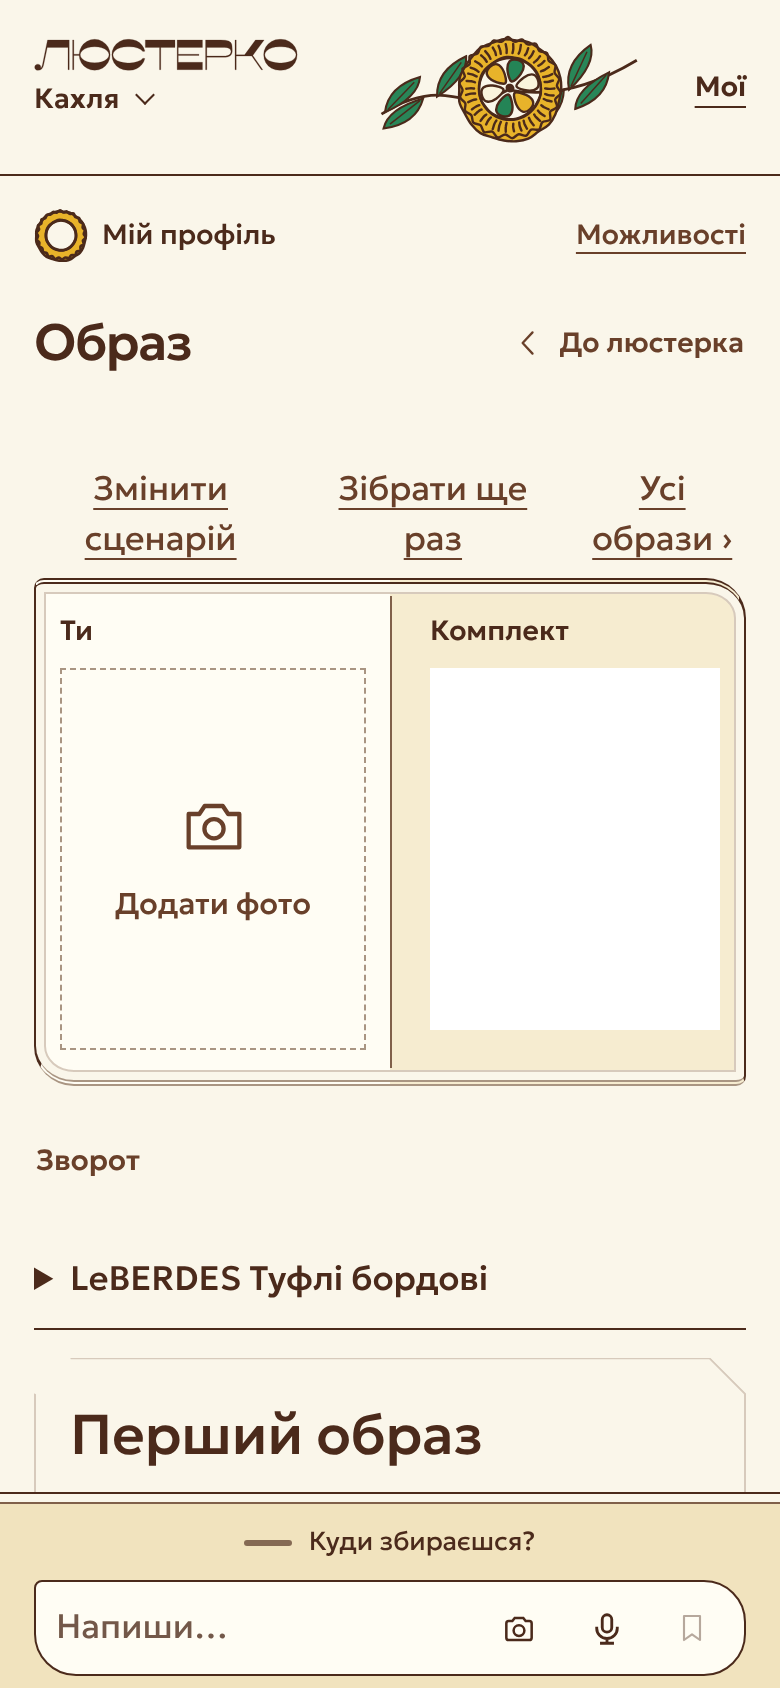 ЛЮСТЕРКО
Кахля
Мої
Мій профіль
Можливості
Образ
До люстерка
Змінити сценарій
Зібрати ще раз
Усі образи ›
Ти
Комплект
Додати фото
Зворот
LeBERDES Туфлі бордові
Перший образ
Куди збираєшся?
Напиши...